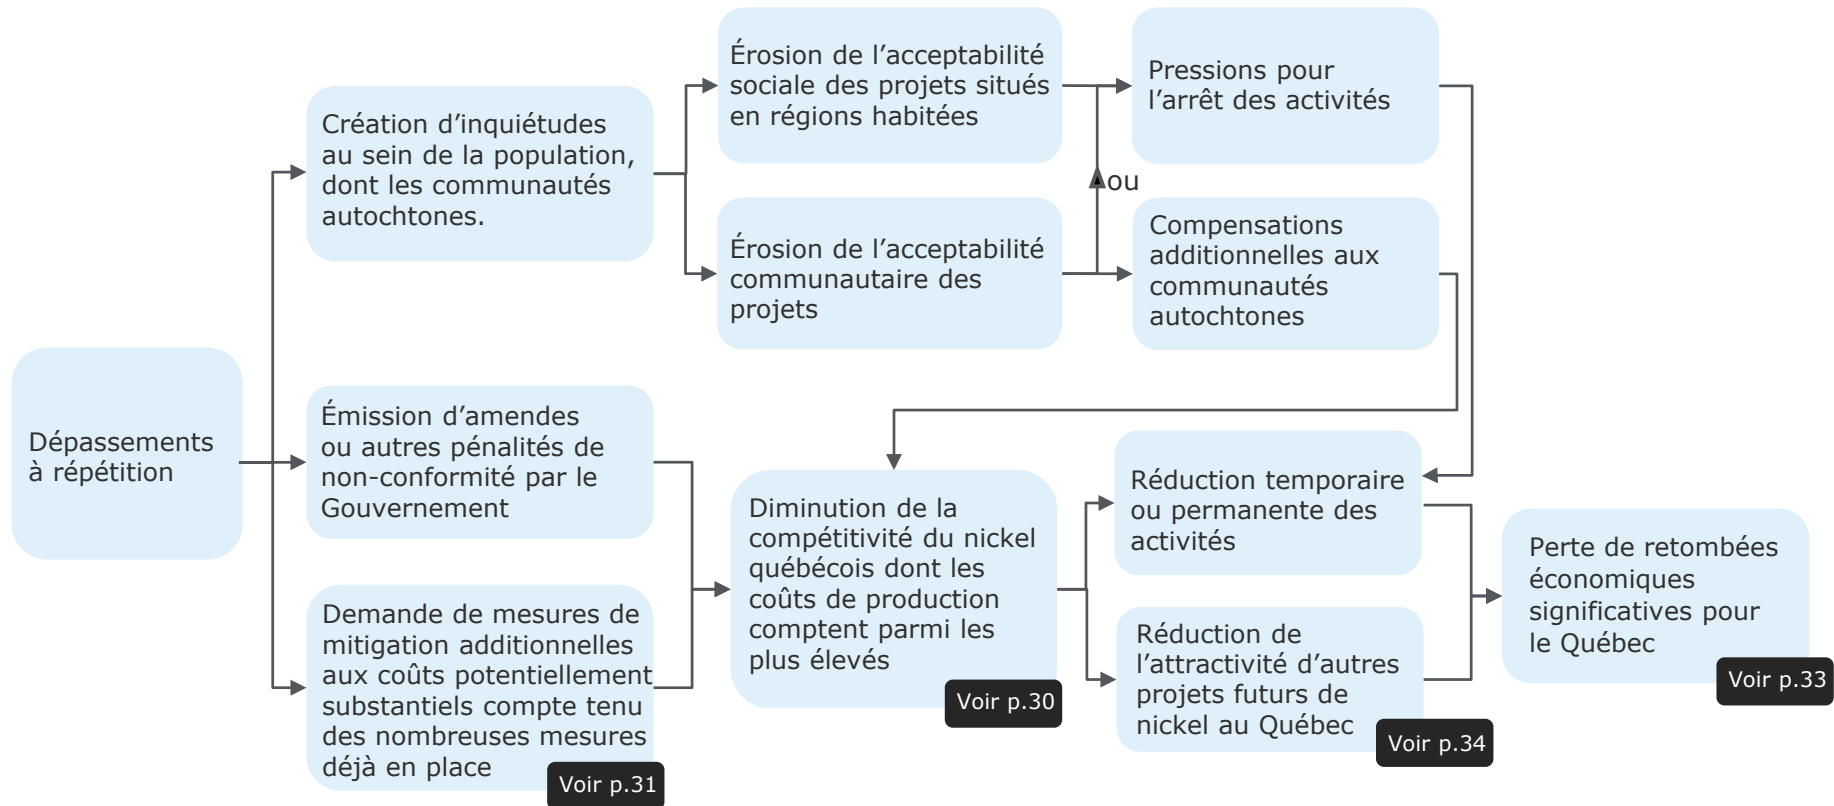 Dépassements
à répétition
Création d'inquiétudes
au sein de la population,
dont les communautés
autochtones.
Émission d'amendes
ou autres pénalités de
non-conformité par le
Gouvernement
Demande de mesures de
mitigation additionnelles
aux coûts potentiellement
substantiels compte tenu
des nombreuses mesures
déjà en place
Voir p.31
Érosion de l'acceptabilité
sociale des projets situés
en régions habitées
Érosion de l'acceptabilité
communautaire des
projets
ou
Pressions pour
l'arrêt des activités
Compensations
additionnelles aux
communautés
autochtones
Diminution de la
compétitivité du nickel
québécois dont les
coûts de production
comptent parmi les
plus élevés
Voir p.30
Réduction temporaire
ou permanente des
activités
Réduction de
l'attractivité d'autres
projets futurs de
nickel au Québec
Voir p.34
Perte de retombées
économiques
significatives pour
le Québec
Voir p.33